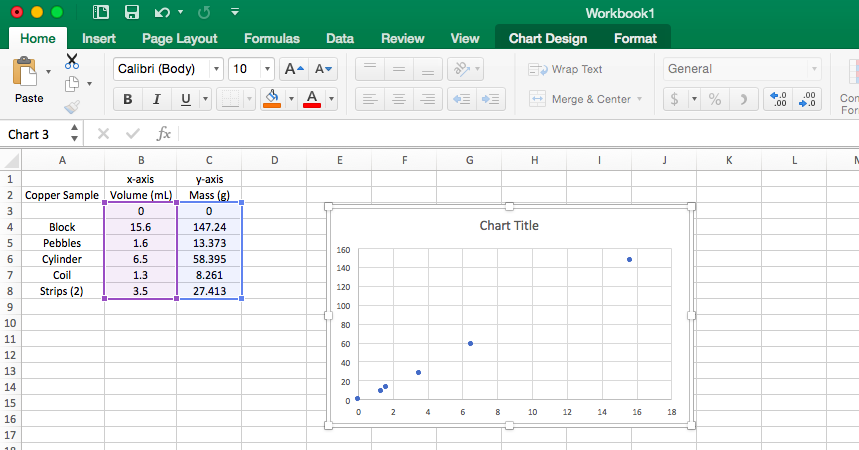 Workbook1
Home Insert Page Layout Formulas Data Review View Chart Design Format
Paste Calibri (Body) 10 A A Wrap Text General
B I U A Merge & Center $ % .0 .00 .00 .0
Con
For
Chart 3 fx
A B C D E F G H I J K L
1 x-axis y-axis
2 Copper Sample Volume (mL) Mass (g)
3 0 0
4 Block 15.6 147.24
5 Pebbles 1.6 13.373
6 Cylinder 6.5 58.395
7 Coil 1.3 8.261
8 Strips (2) 3.5 27.413
9
10
11
12
13
14
15
16
17
Chart Title
160
140
120
100
80
60
40
20
0
0 2 4 6 8 10 12 14 16 18